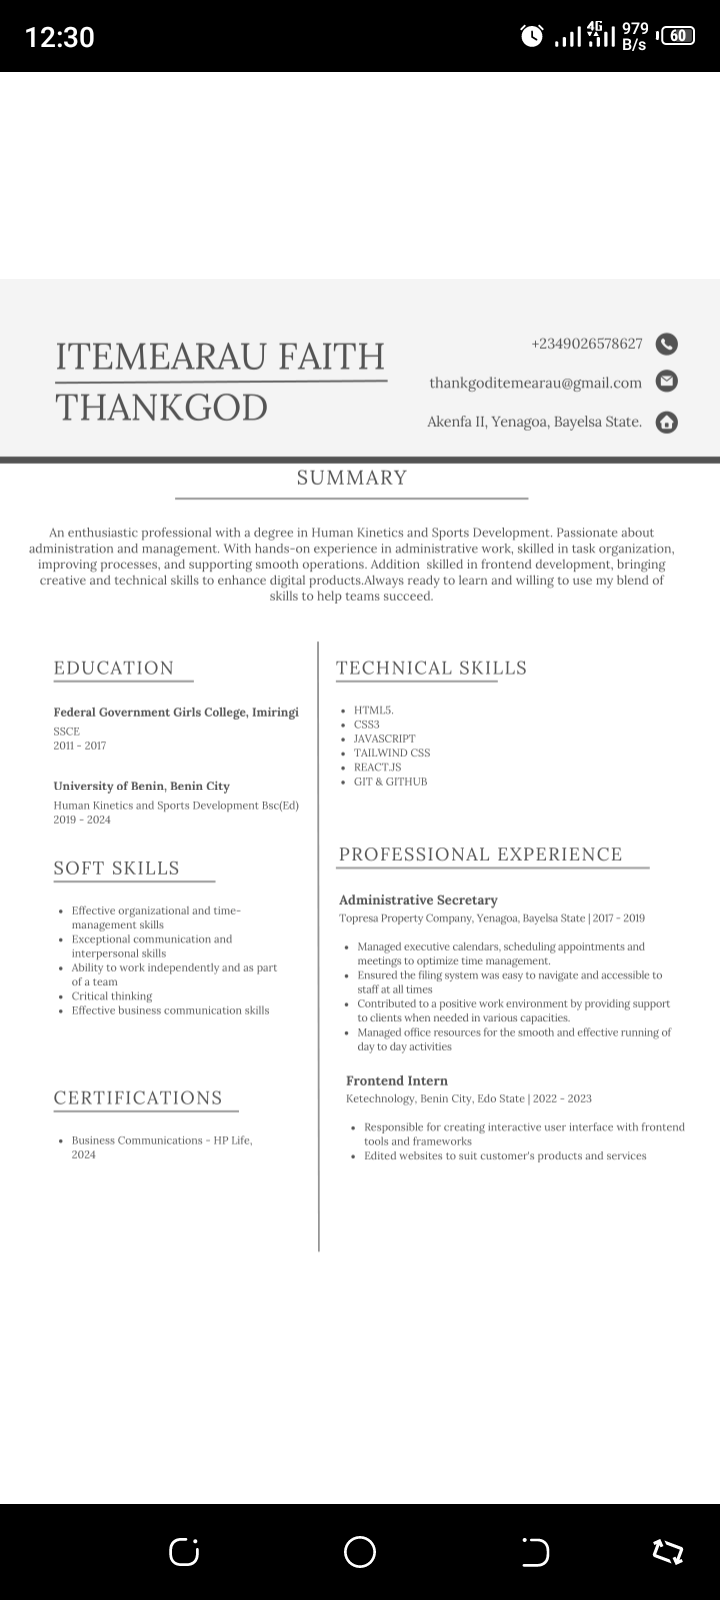 12:30
4G
979
B/s
60
ITEMEARAU FAITH
THANKGOD
+2349026578627
thankgoditemearau@gmail.com
Akenfa II, Yenagoa, Bayelsa State.
SUMMARY
An enthusiastic professional with a degree in Human Kinetics and Sports Development. Passionate about
administration and management. With hands-on experience in administrative work, skilled in task organization,
improving processes, and supporting smooth operations. Addition  skilled in frontend development, bringing
creative and technical skills to enhance digital products.Always ready to learn and willing to use my blend of
skills to help teams succeed.
EDUCATION
Federal Government Girls College, Imiringi
SSCE
2011 - 2017
University of Benin, Benin City
Human Kinetics and Sports Development Bsc(Ed)
2019 - 2024
SOFT SKILLS
• Effective organizational and time-
management skills
• Exceptional communication and
interpersonal skills
• Ability to work independently and as part
of a team
• Critical thinking
• Effective business communication skills
CERTIFICATIONS
• Business Communications - HP Life,
2024
TECHNICAL SKILLS
• HTML5.
• CSS3
• JAVASCRIPT
• TAILWIND CSS
• REACT.JS
• GIT & GITHUB
PROFESSIONAL EXPERIENCE
Administrative Secretary
Topresa Property Company, Yenagoa, Bayelsa State | 2017 - 2019
• Managed executive calendars, scheduling appointments and
meetings to optimize time management.
• Ensured the filing system was easy to navigate and accessible to
staff at all times
• Contributed to a positive work environment by providing support
to clients when needed in various capacities.
• Managed office resources for the smooth and effective running of
day to day activities
Frontend Intern
Ketechnology, Benin City, Edo State | 2022 - 2023
• Responsible for creating interactive user interface with frontend
tools and frameworks
• Edited websites to suit customer's products and services